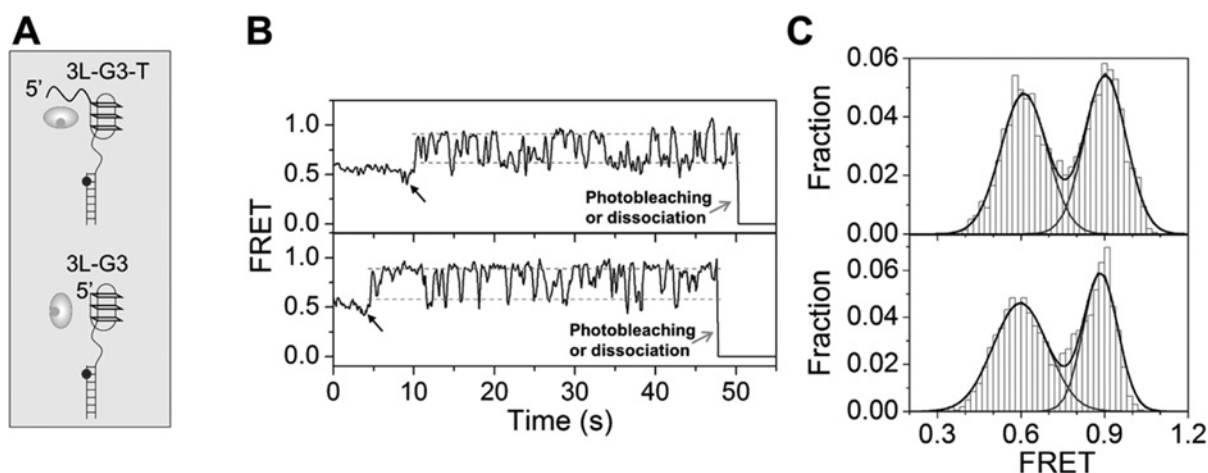 A
3L-G3-T
5'
3L-G3
5'
B
FRET
1.0
0.5
0.0
Photobleaching
or dissociation
1.0
0.5
0.0
Photobleaching
or dissociation
0 10 20 30 40 50
Time (s)
C
Fraction
0.06
0.04
0.02
0.00
Fraction
0.06
0.04
0.02
0.00
0.3 0.6 0.9 1.2
FRET